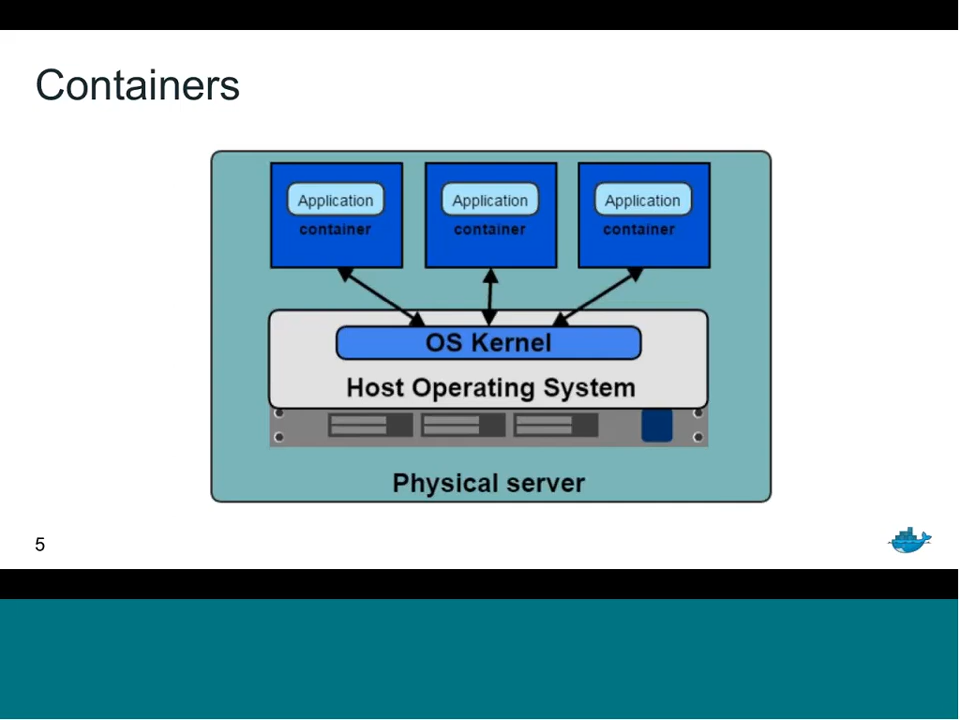 Containers
Application Application Application
container container container
OS Kernel
Host Operating System
Physical server
5